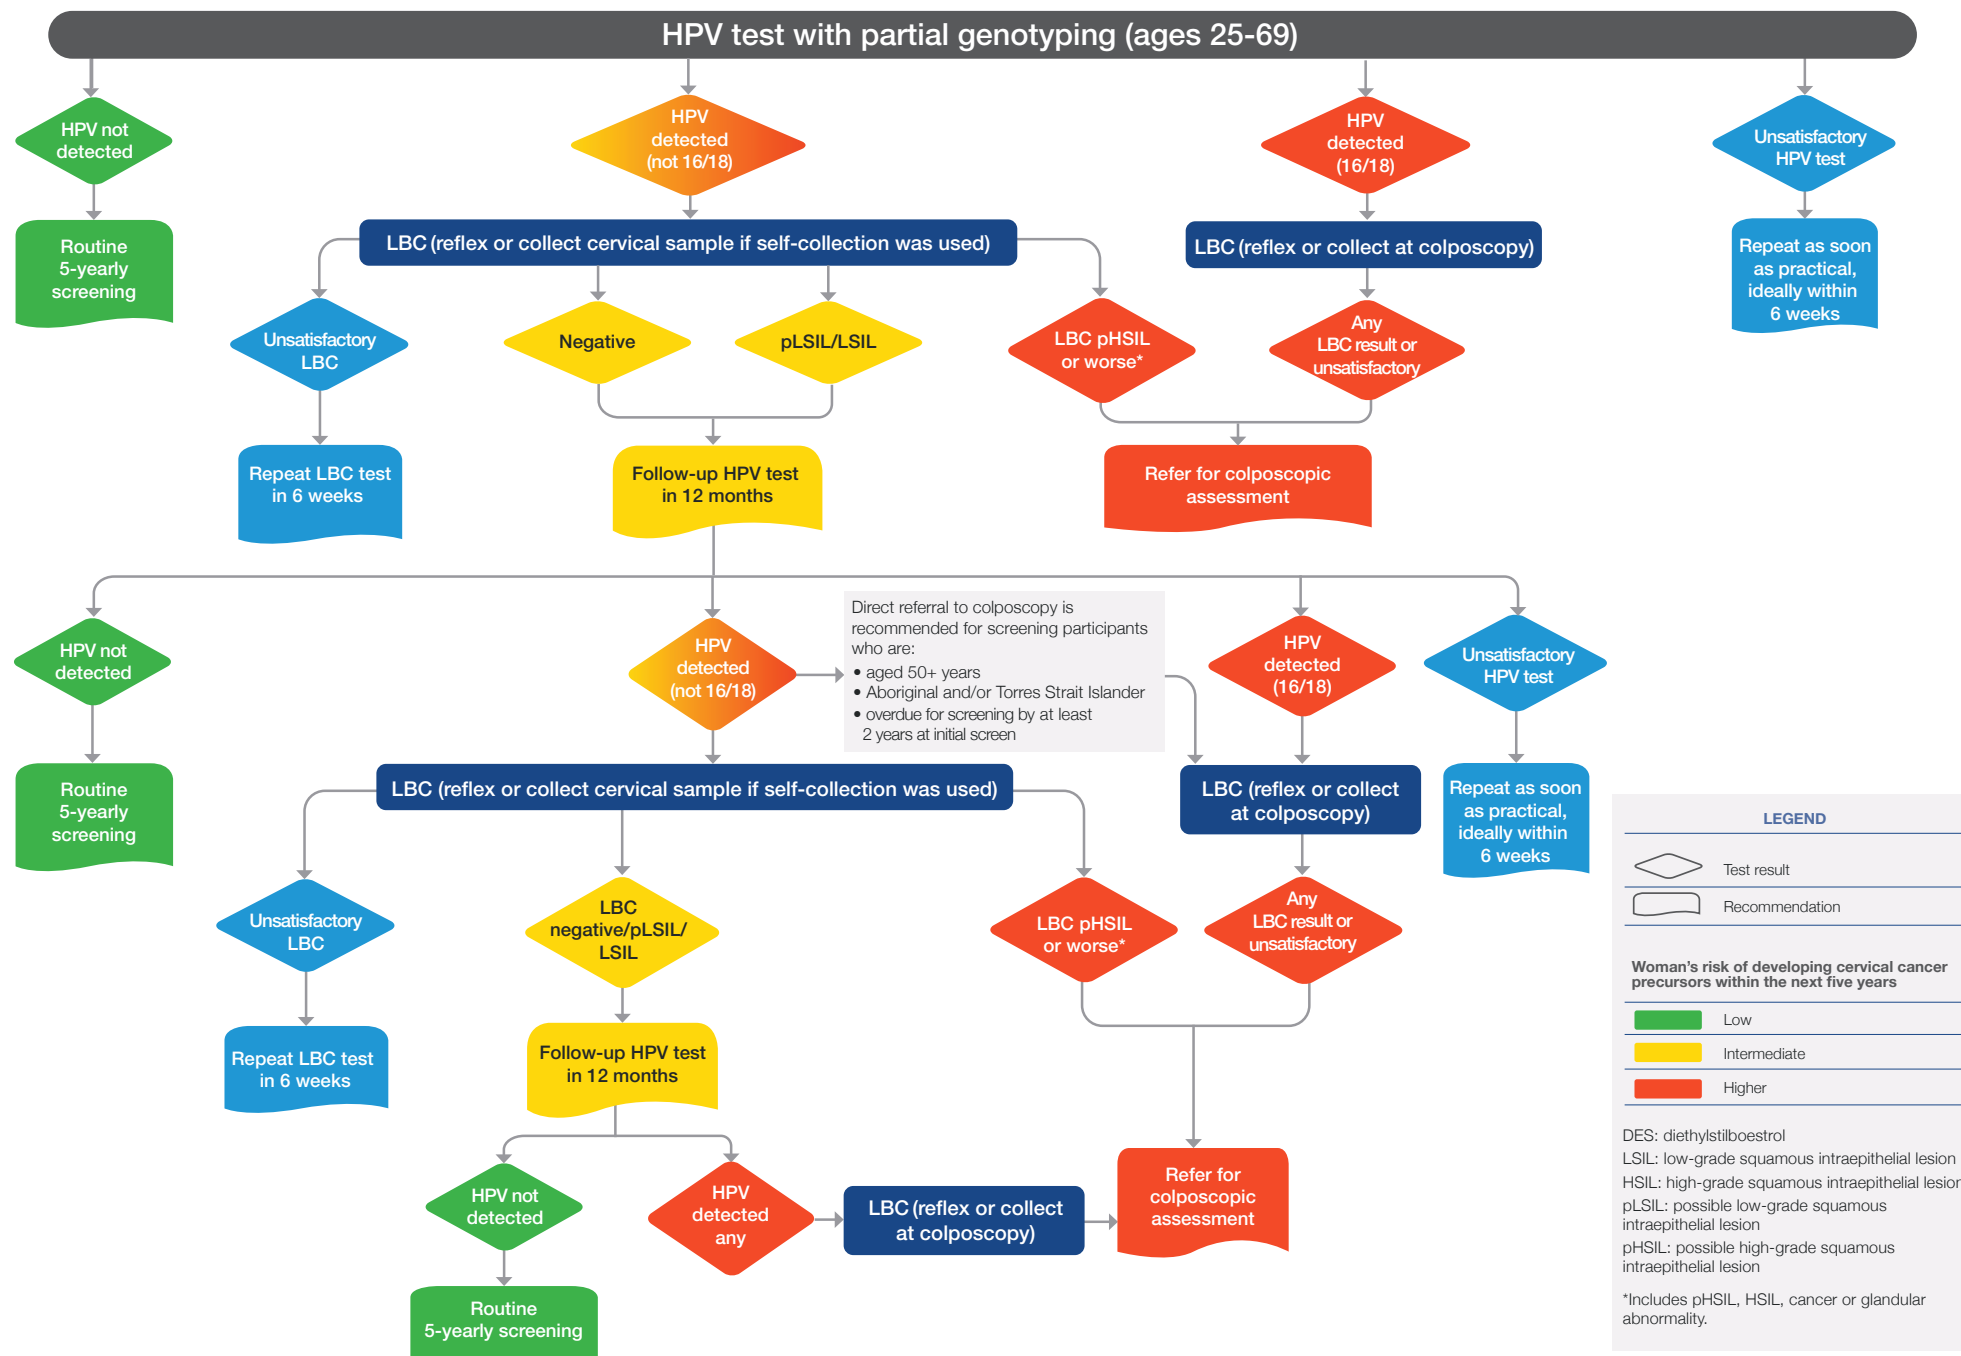 HPV test with partial genotyping (ages 25-69)
HPV not
detected
HPV
detected
(not 16/18)
HPV
detected
(16/18)
Unsatisfactory
HPV test
Routine
5-yearly
screening
LBC (reflex or collect cervical sample if self-collection was used)
LBC (reflex or collect at colposcopy)
Repeat as soon
as practical,
ideally within
6 weeks
Unsatisfactory
LBC
Negative
pLSIL/LSIL
LBC pHSIL
or worse*
Any
LBC result or
unsatisfactory
Repeat LBC test
in 6 weeks
Follow-up HPV test
in 12 months
Refer for colposcopic
assessment
HPV not
detected
HPV
detected
(not 16/18)
Direct referral to colposcopy is
recommended for screening participants
who are:
• aged 50+ years
• Aboriginal and/or Torres Strait Islander
• overdue for screening by at least
2 years at initial screen
HPV
detected
(16/18)
Unsatisfactory
HPV test
Routine
5-yearly
screening
LBC (reflex or collect cervical sample if self-collection was used)
LBC (reflex or collect
at colposcopy)
Repeat as soon
as practical,
ideally within
6 weeks
Unsatisfactory
LBC
LBC
negative/pLSIL/
LSIL
LBC pHSIL
or worse*
Any
LBC result or
unsatisfactory
Repeat LBC test
in 6 weeks
Follow-up HPV test
in 12 months
HPV not
detected
HPV
detected
any
LBC (reflex or collect
at colposcopy)
Refer for
colposcopic
assessment
Routine
5-yearly screening
LEGEND
Test result
Recommendation
Woman's risk of developing cervical cancer
precursors within the next five years
Low
Intermediate
Higher
DES: diethylstilboestrol
LSIL: low-grade squamous intraepithelial lesion
HSIL: high-grade squamous intraepithelial lesion
pLSIL: possible low-grade squamous
intraepithelial lesion
pHSIL: possible high-grade squamous
intraepithelial lesion
*Includes pHSIL, HSIL, cancer or glandular
abnormality.